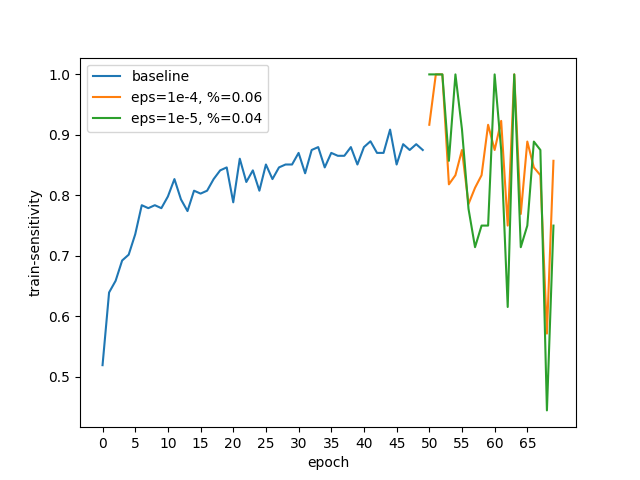 baseline
eps=1e-4, %=0.06
eps=1e-5, %=0.04
1.0
0.9
0.8
0.7
0.6
0.5
train-sensitivity
0 5 10 15 20 25 30 35 40 45 50 55 60 65
epoch